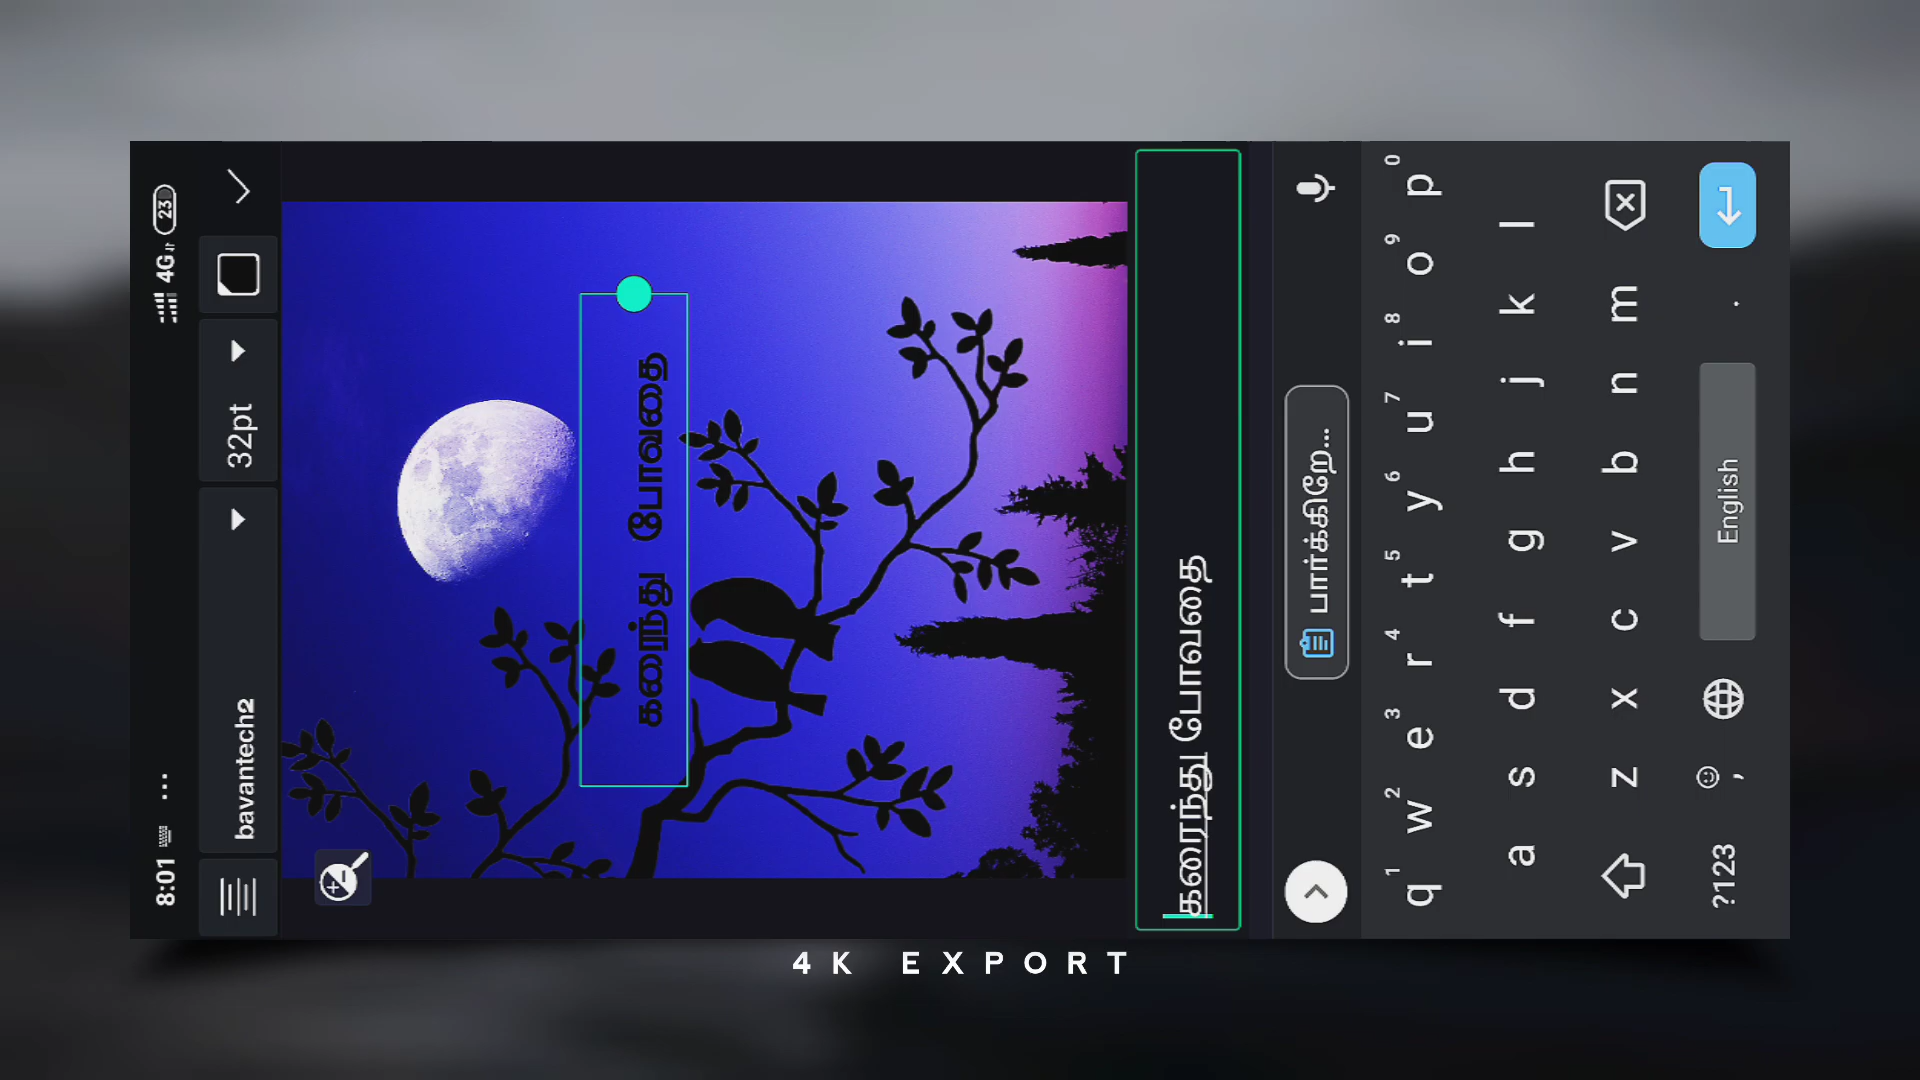 8:01 ... 4G 23
bavantech2 32pt
கரைந்து போவதை
கரைந்து போவதை
பார்க்கிறே...
q 1 w 2 e 3 r 4 t 5 y 6 u 7 i 8 o 9 p 0
a s d f g h j k l
z x c v b n m
?123 , English .
4K EXPORT